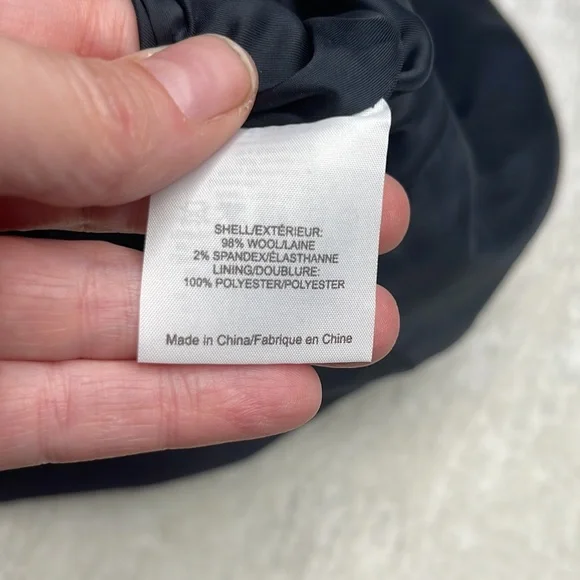 SHELL/EXTÉRIEUR:
98% WOOL/LAINE
2% SPANDEX/ÉLASTHANNE
LINING/DOUBLURE:
100% POLYESTER/POLYESTER
Made in China/Fabrique en Chine